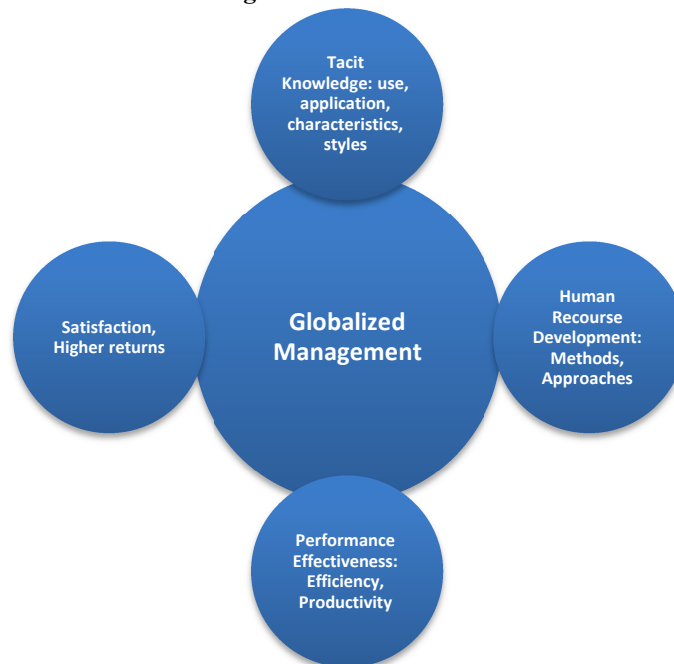 Tacit
Knowledge: use,
application,
characteristics,
styles
Satisfaction,
Higher returns
Globalized
Management
Human
Recourse
Development:
Methods,
Approaches
Performance
Effectiveness:
Efficiency,
Productivity